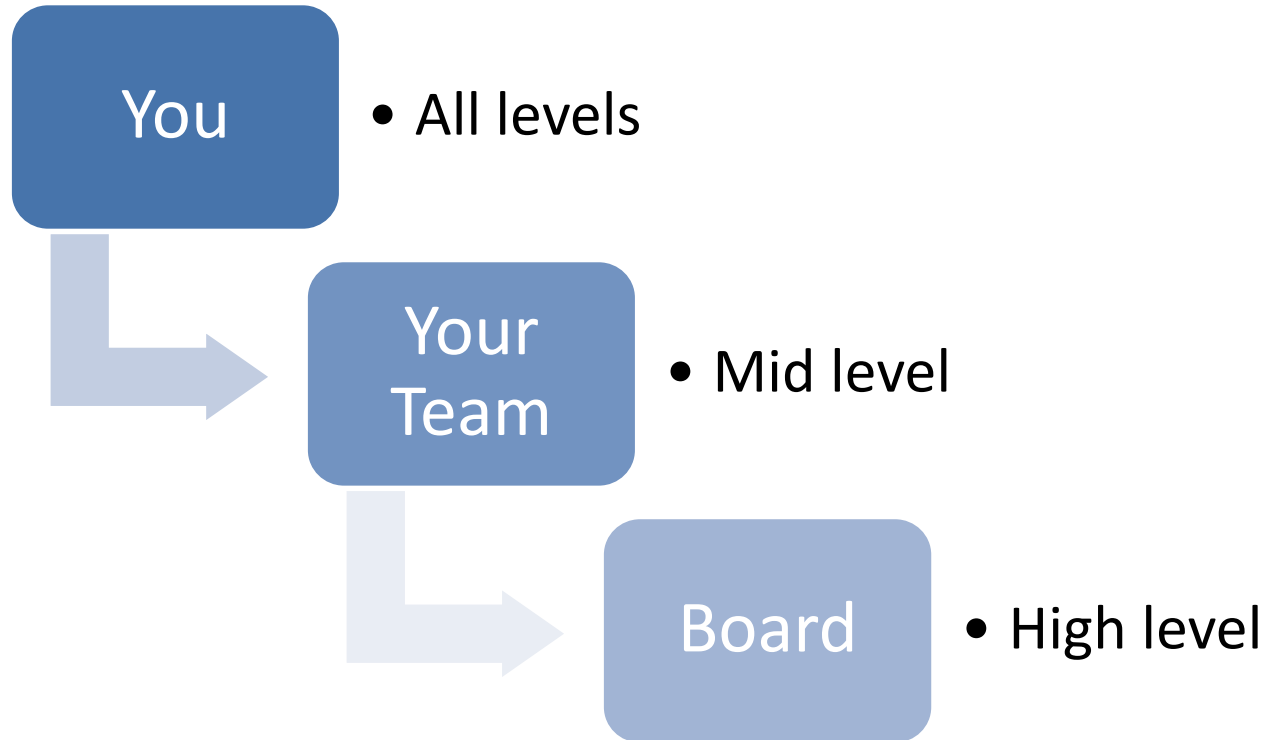 You
• All levels
Your
Team
• Mid level
Board
• High level